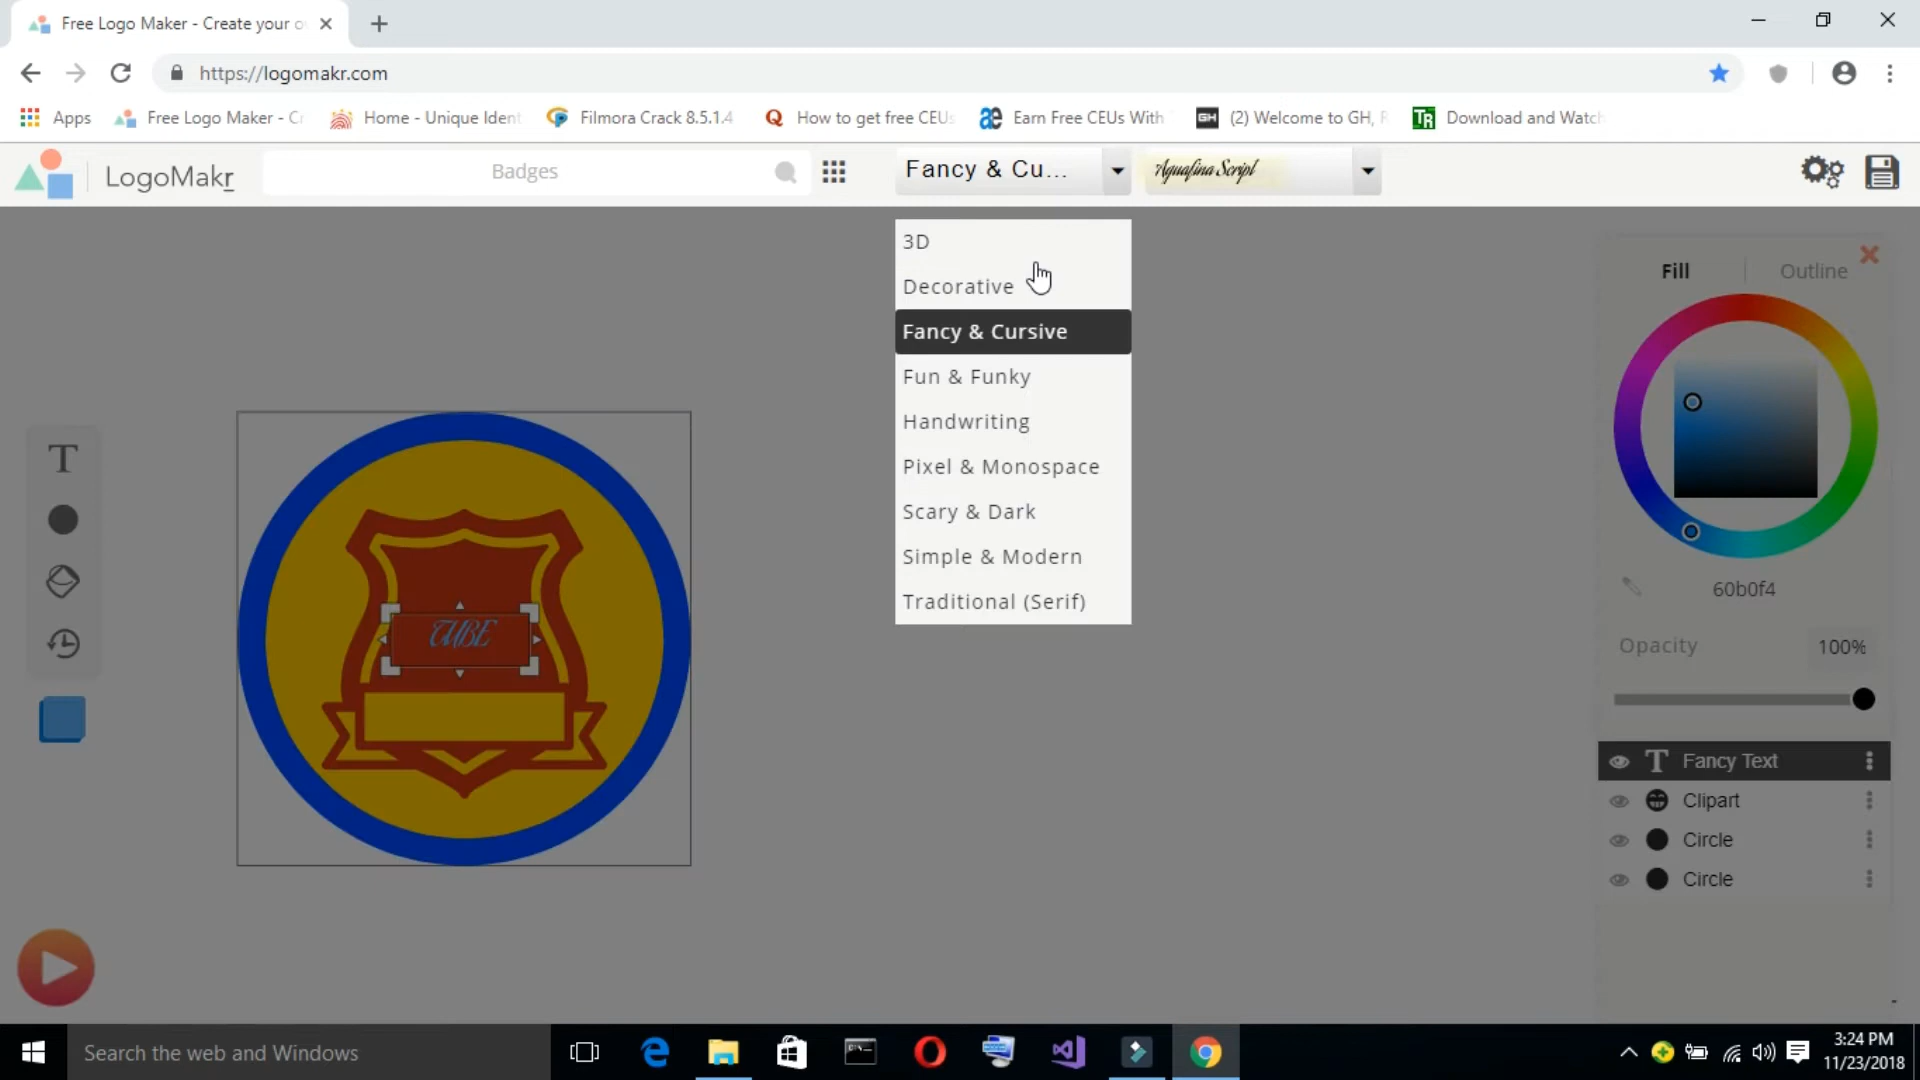 Free Logo Maker - Create your o
https://logomakr.com
Apps
Free Logo Maker - Cr
Home - Unique Ident
Filmora Crack 8.5.1.4
How to get free CEUs
Earn Free CEUs With
(2) Welcome to GH, R
Download and Watch
LogoMakr
Badges
Fancy & Cu...
Aguafina Script
3D
Decorative
Fancy & Cursive
Fun & Funky
Handwriting
Pixel & Monospace
Scary & Dark
Simple & Modern
Traditional (Serif)
TUBE
Fill
Outline
60b0f4
Opacity
100%
Fancy Text
Clipart
Circle
Circle
Search the web and Windows
3:24 PM
11/23/2018